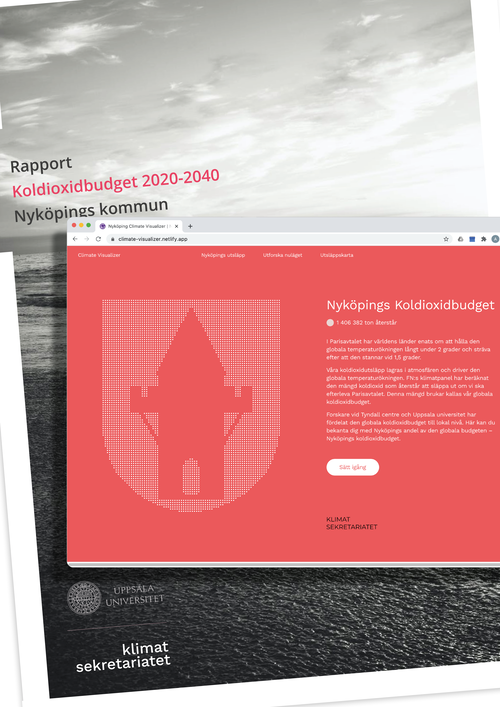 Rapport
Koldioxidbudget 2020-2040
Nyköpings kommun
Nyköping Climate Visualizer |
climate-visualizer.netlify.app
Climate Visualizer
Nyköpings utsläpp
Utforska nuläget
Utsläppskarta
Nyköpings Koldioxidbudget
1 406 382 ton återstår
I Parisavtalet har världens länder enats om att hålla den
globala temperaturökningen långt under 2 grader och sträva
efter att den stannar vid 1,5 grader.
Våra koldioxidutsläpp lagras i atmosfären och driver den
globala temperaturökningen. FN:s klimatpanel har beräknat
den mängd koldioxid som återstår att släppa ut om vi ska
efterleva Parisavtalet. Denna mängd brukar kallas vår globala
koldioxidbudget.
Forskare vid Tyndall centre och Uppsala universitet har
fördelat den globala koldioxidbudget till lokal nivå. Här kan du
bekanta dig med Nyköpings andel av den globala budgeten –
Nyköpings koldioxidbudget.
Sätt igång
KLIMAT
SEKRETARIATET
UPPSALA
UNIVERSITET
klimat
sekretariatet